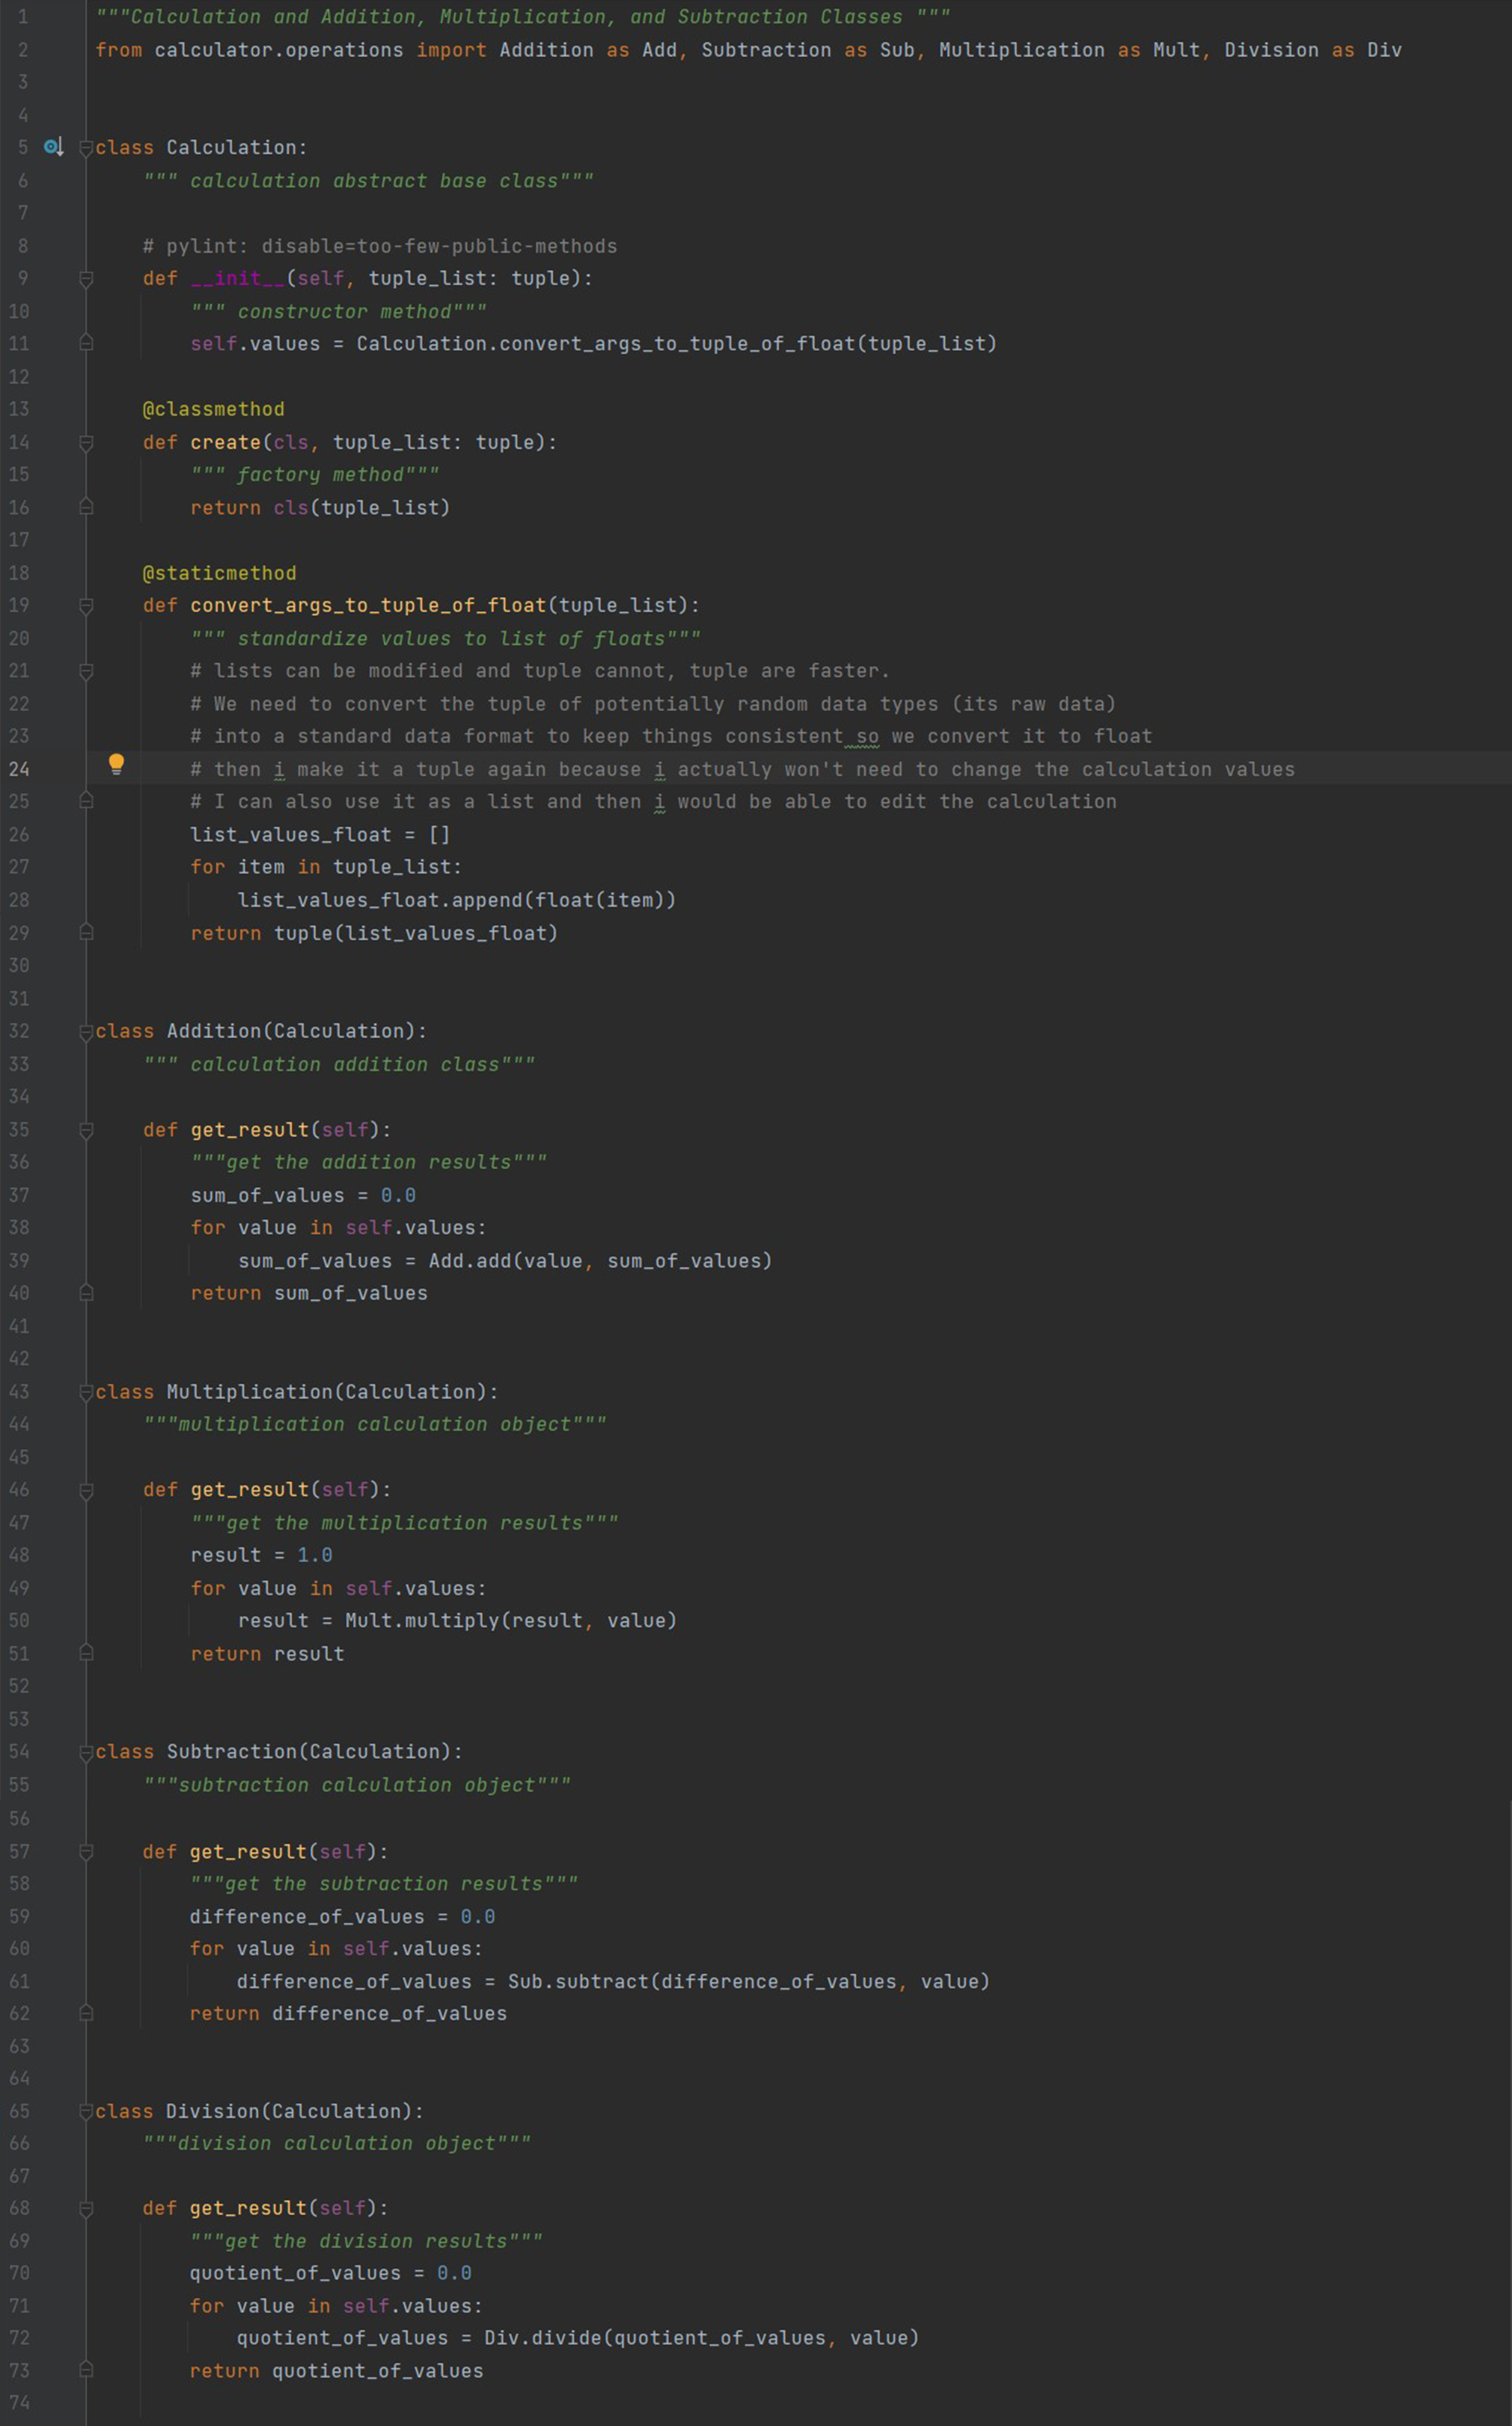 1 """Calculation and Addition, Multiplication, and Subtraction Classes """
2 from calculator.operations import Addition as Add, Subtraction as Sub, Multiplication as Mult, Division as Div
3
4
5 class Calculation:
6     """ calculation abstract base class"""
7
8     # pylint: disable=too-few-public-methods
9     def __init__(self, tuple_list: tuple):
10         """ constructor method"""
11         self.values = Calculation.convert_args_to_tuple_of_float(tuple_list)
12
13     @classmethod
14     def create(cls, tuple_list: tuple):
15         """ factory method"""
16         return cls(tuple_list)
17
18     @staticmethod
19     def convert_args_to_tuple_of_float(tuple_list):
20         """ standardize values to list of floats"""
21         # lists can be modified and tuple cannot, tuple are faster.
22         # We need to convert the tuple of potentially random data types (its raw data)
23         # into a standard data format to keep things consistent so we convert it to float
24         # then i make it a tuple again because i actually won't need to change the calculation values
25         # I can also use it as a list and then i would be able to edit the calculation
26         list_values_float = []
27         for item in tuple_list:
28             list_values_float.append(float(item))
29         return tuple(list_values_float)
30
31
32 class Addition(Calculation):
33     """ calculation addition class"""
34
35     def get_result(self):
36         """get the addition results"""
37         sum_of_values = 0.0
38         for value in self.values:
39             sum_of_values = Add.add(value, sum_of_values)
40         return sum_of_values
41
42
43 class Multiplication(Calculation):
44     """multiplication calculation object"""
45
46     def get_result(self):
47         """get the multiplication results"""
48         result = 1.0
49         for value in self.values:
50             result = Mult.multiply(result, value)
51         return result
52
53
54 class Subtraction(Calculation):
55     """subtraction calculation object"""
56
57     def get_result(self):
58         """get the subtraction results"""
59         difference_of_values = 0.0
60         for value in self.values:
61             difference_of_values = Sub.subtract(difference_of_values, value)
62         return difference_of_values
63
64
65 class Division(Calculation):
66     """division calculation object"""
67
68     def get_result(self):
69         """get the division results"""
70         quotient_of_values = 0.0
71         for value in self.values:
72             quotient_of_values = Div.divide(quotient_of_values, value)
73         return quotient_of_values
74